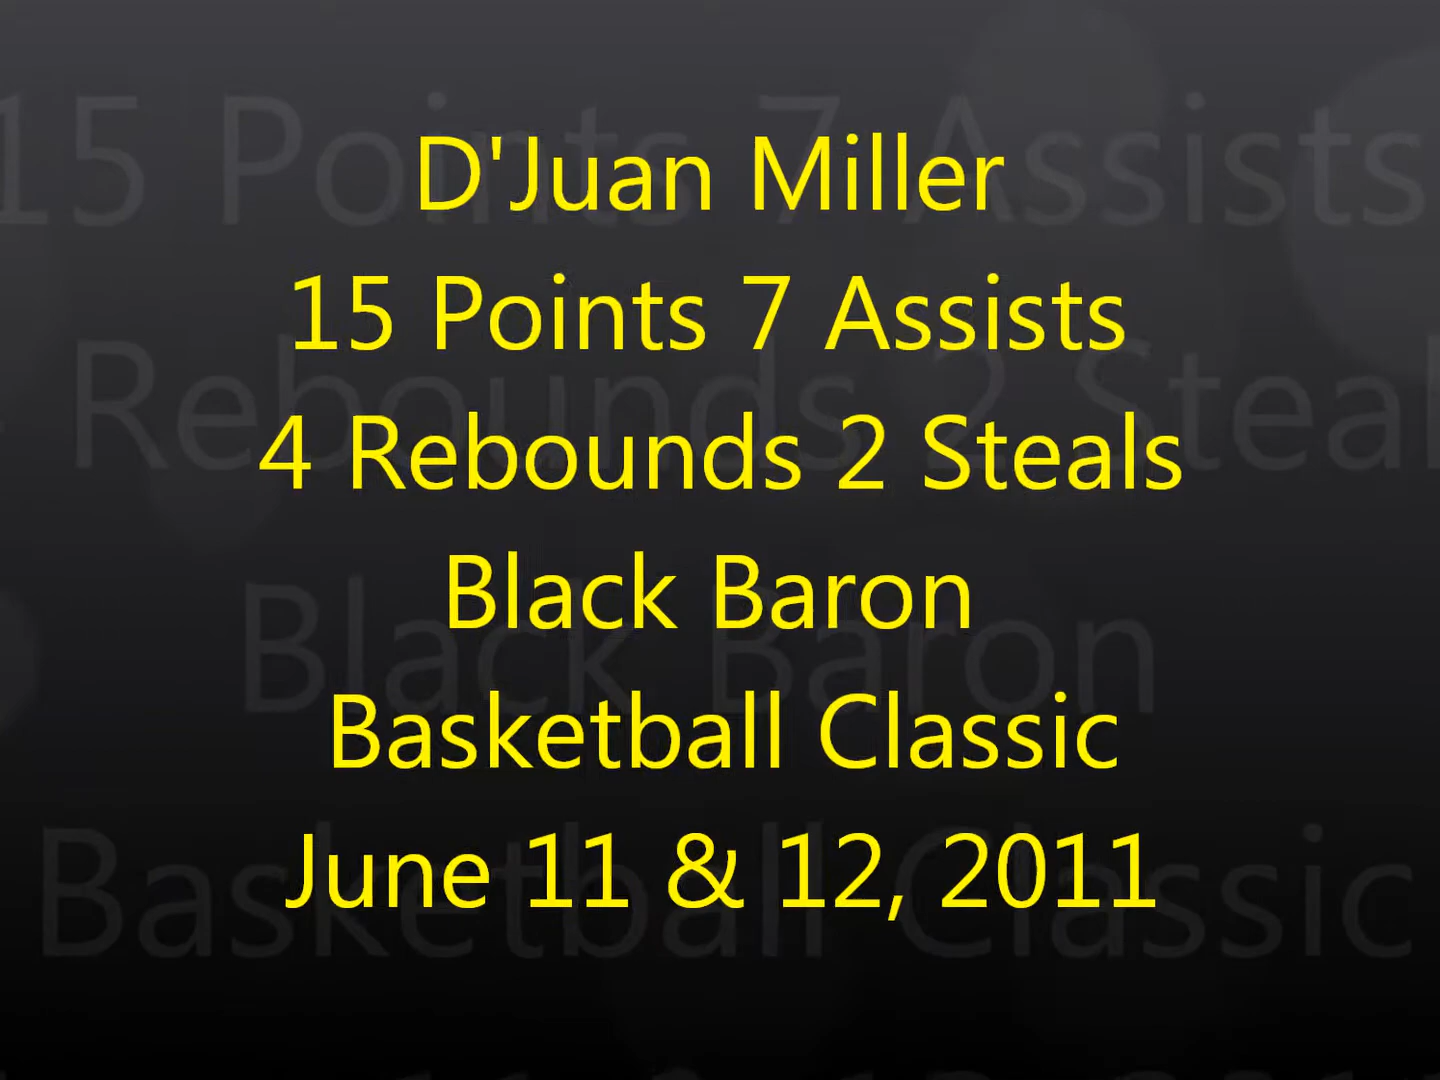 D'Juan Miller
15 Points 7 Assists
4 Rebounds 2 Steals
Black Baron
Basketball Classic
June 11 & 12, 2011